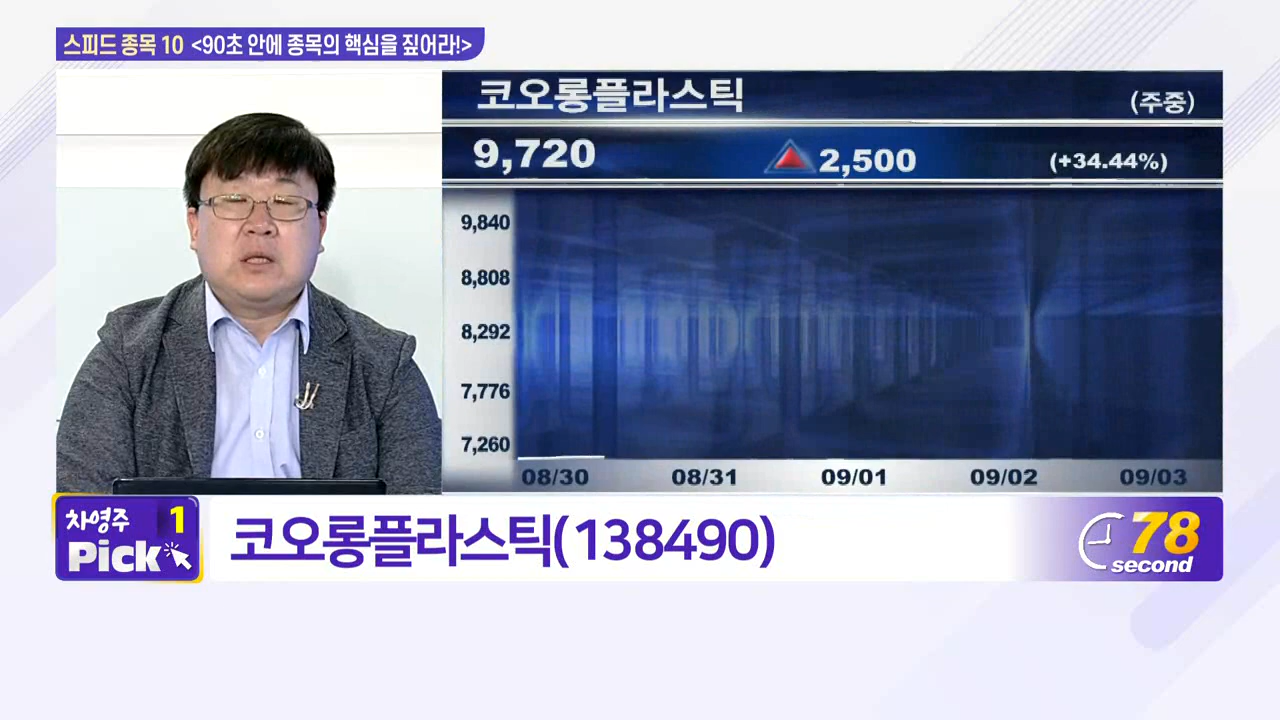 스피드 종목 10 <90초 안에 종목의 핵심을 짚어라!>
코오롱플라스틱 (주중)
9,720 ▲ 2,500 (+34.44%)
9,840
8,808
8,292
7,776
7,260
08/30 08/31 09/01 09/02 09/03
차영주 1
Pick
코오롱플라스틱(138490)
78
second